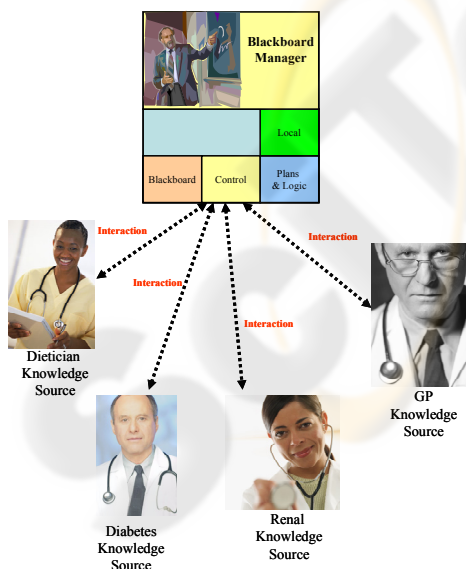 Blackboard
Manager
Local
Blackboard
Control
Plans
& Logic
Interaction
Interaction
Interaction
Interaction
Dietician
Knowledge
Source
GP
Knowledge
Source
Diabetes
Knowledge
Source
Renal
Knowledge
Source